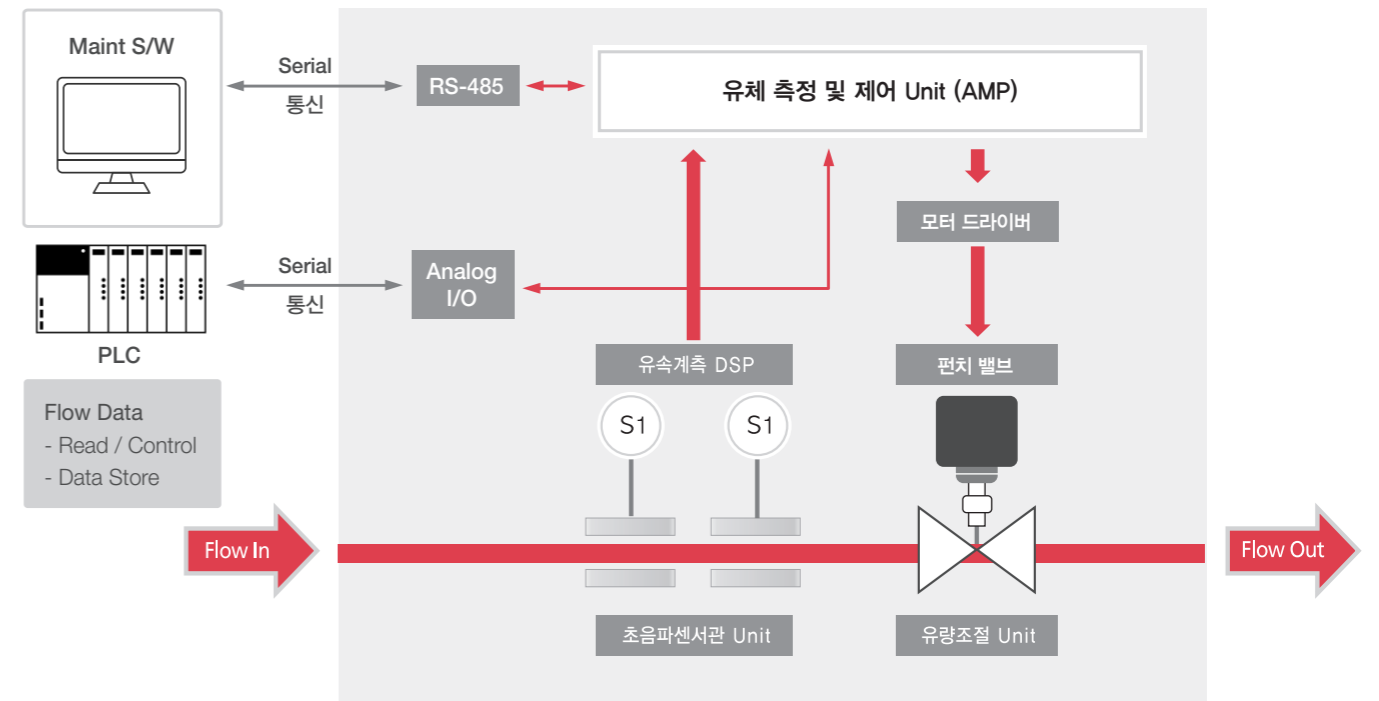 Maint S/W
Serial
통신
RS-485
유체 측정 및 제어 Unit (AMP)
모터 드라이버
Serial
통신
Analog
I/O
PLC
유속계측 DSP
펀치 밸브
Flow Data
- Read / Control
- Data Store
S1
S1
Flow In
Flow Out
초음파센서관 Unit
유량조절 Unit